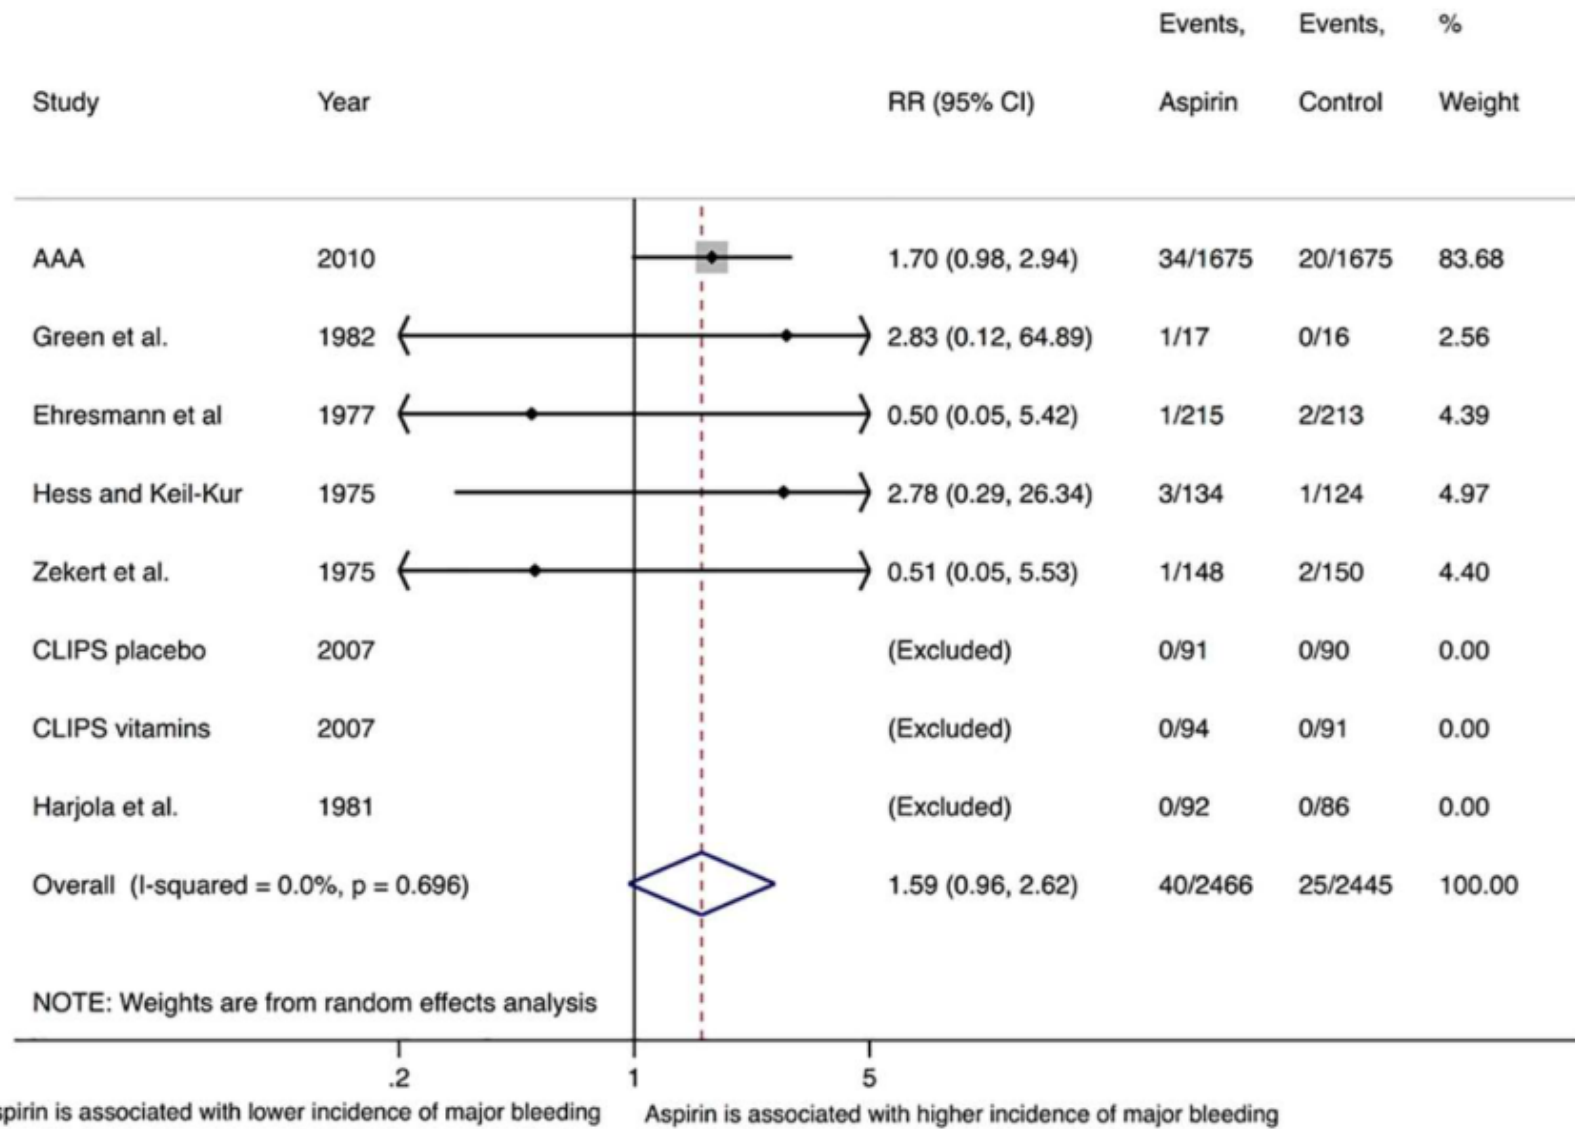 Events, Events, %
Study Year RR (95% CI) Aspirin Control Weight
AAA 2010 1.70 (0.98, 2.94) 34/1675 20/1675 83.68
Green et al. 1982 2.83 (0.12, 64.89) 1/17 0/16 2.56
Ehresmann et al 1977 0.50 (0.05, 5.42) 1/215 2/213 4.39
Hess and Keil-Kur 1975 2.78 (0.29, 26.34) 3/134 1/124 4.97
Zekert et al. 1975 0.51 (0.05, 5.53) 1/148 2/150 4.40
CLIPS placebo 2007 (Excluded) 0/91 0/90 0.00
CLIPS vitamins 2007 (Excluded) 0/94 0/91 0.00
Harjola et al. 1981 (Excluded) 0/92 0/86 0.00
Overall (I-squared = 0.0%, p = 0.696) 1.59 (0.96, 2.62) 40/2466 25/2445 100.00
NOTE: Weights are from random effects analysis
.2 1 5
spirin is associated with lower incidence of major bleeding Aspirin is associated with higher incidence of major bleeding